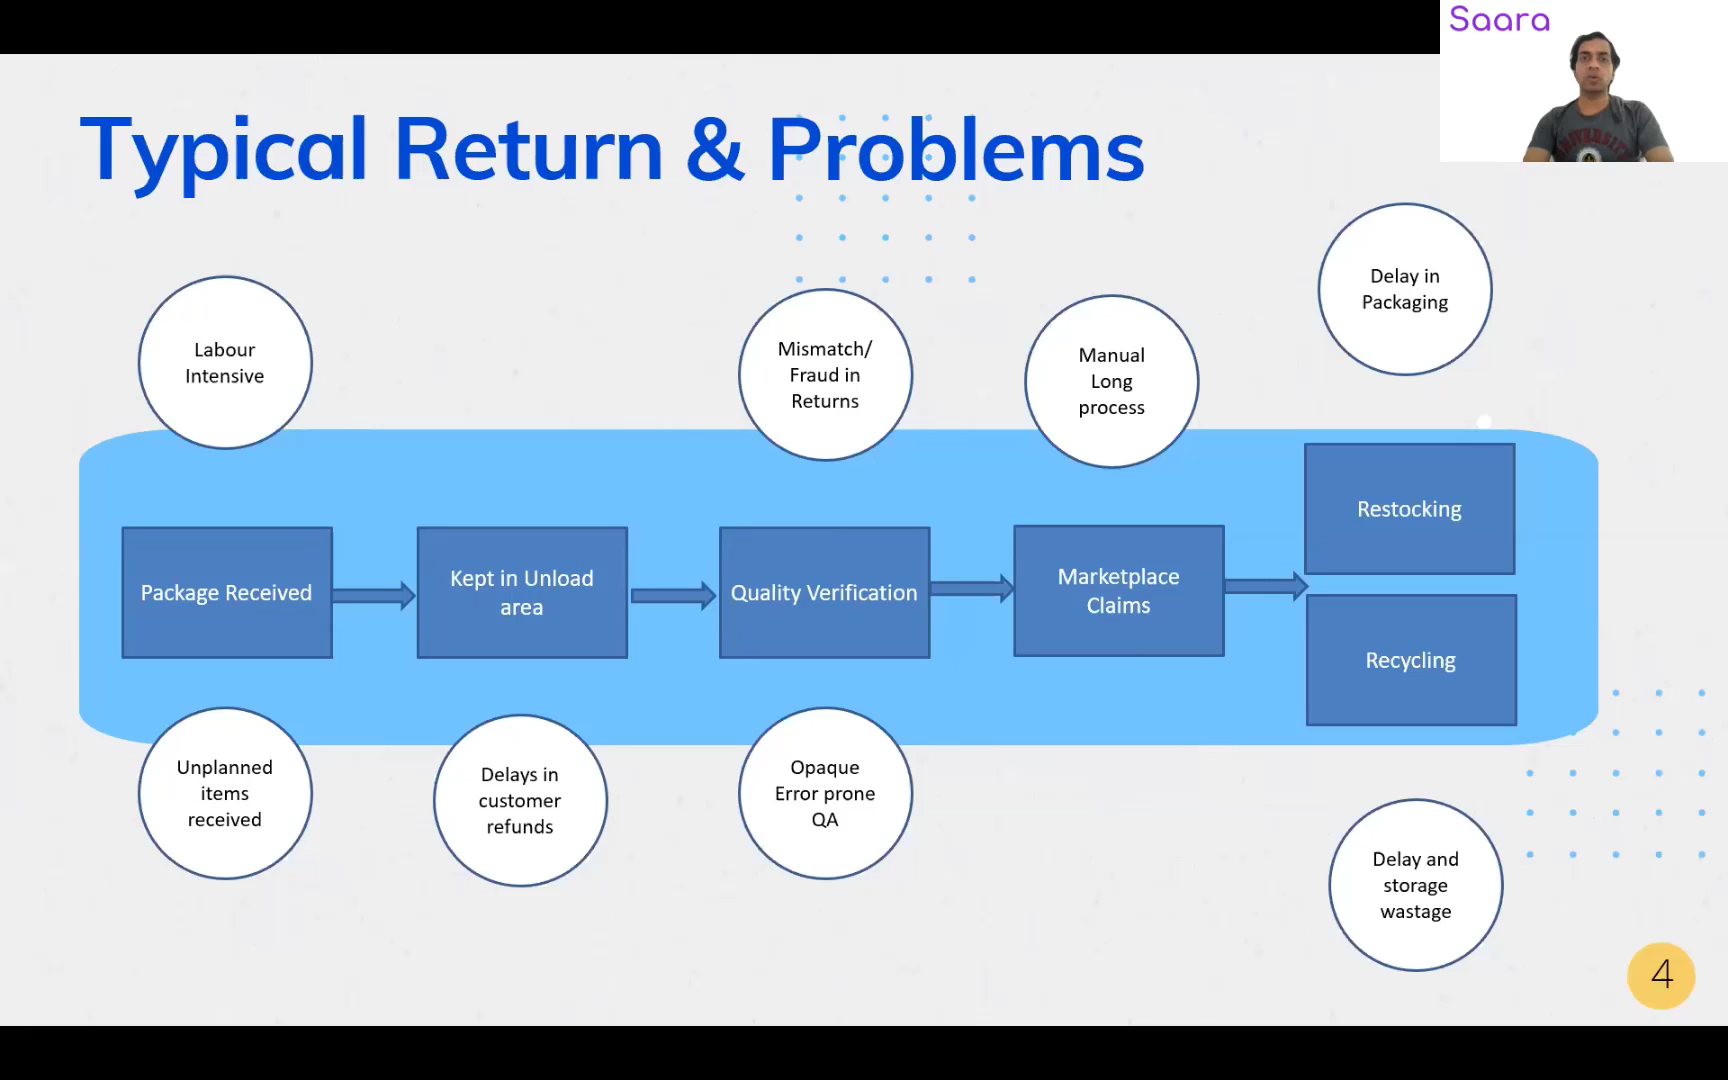 Saara
Typical Return & Problems
Delay in
Packaging
Labour
Intensive
Mismatch/
Fraud in
Returns
Manual
Long
process
Restocking
Package Received
Kept in Unload
area
Quality Verification
Marketplace
Claims
Recycling
Unplanned
items
received
Delays in
customer
refunds
Opaque
Error prone
QA
Delay and
storage
wastage
4